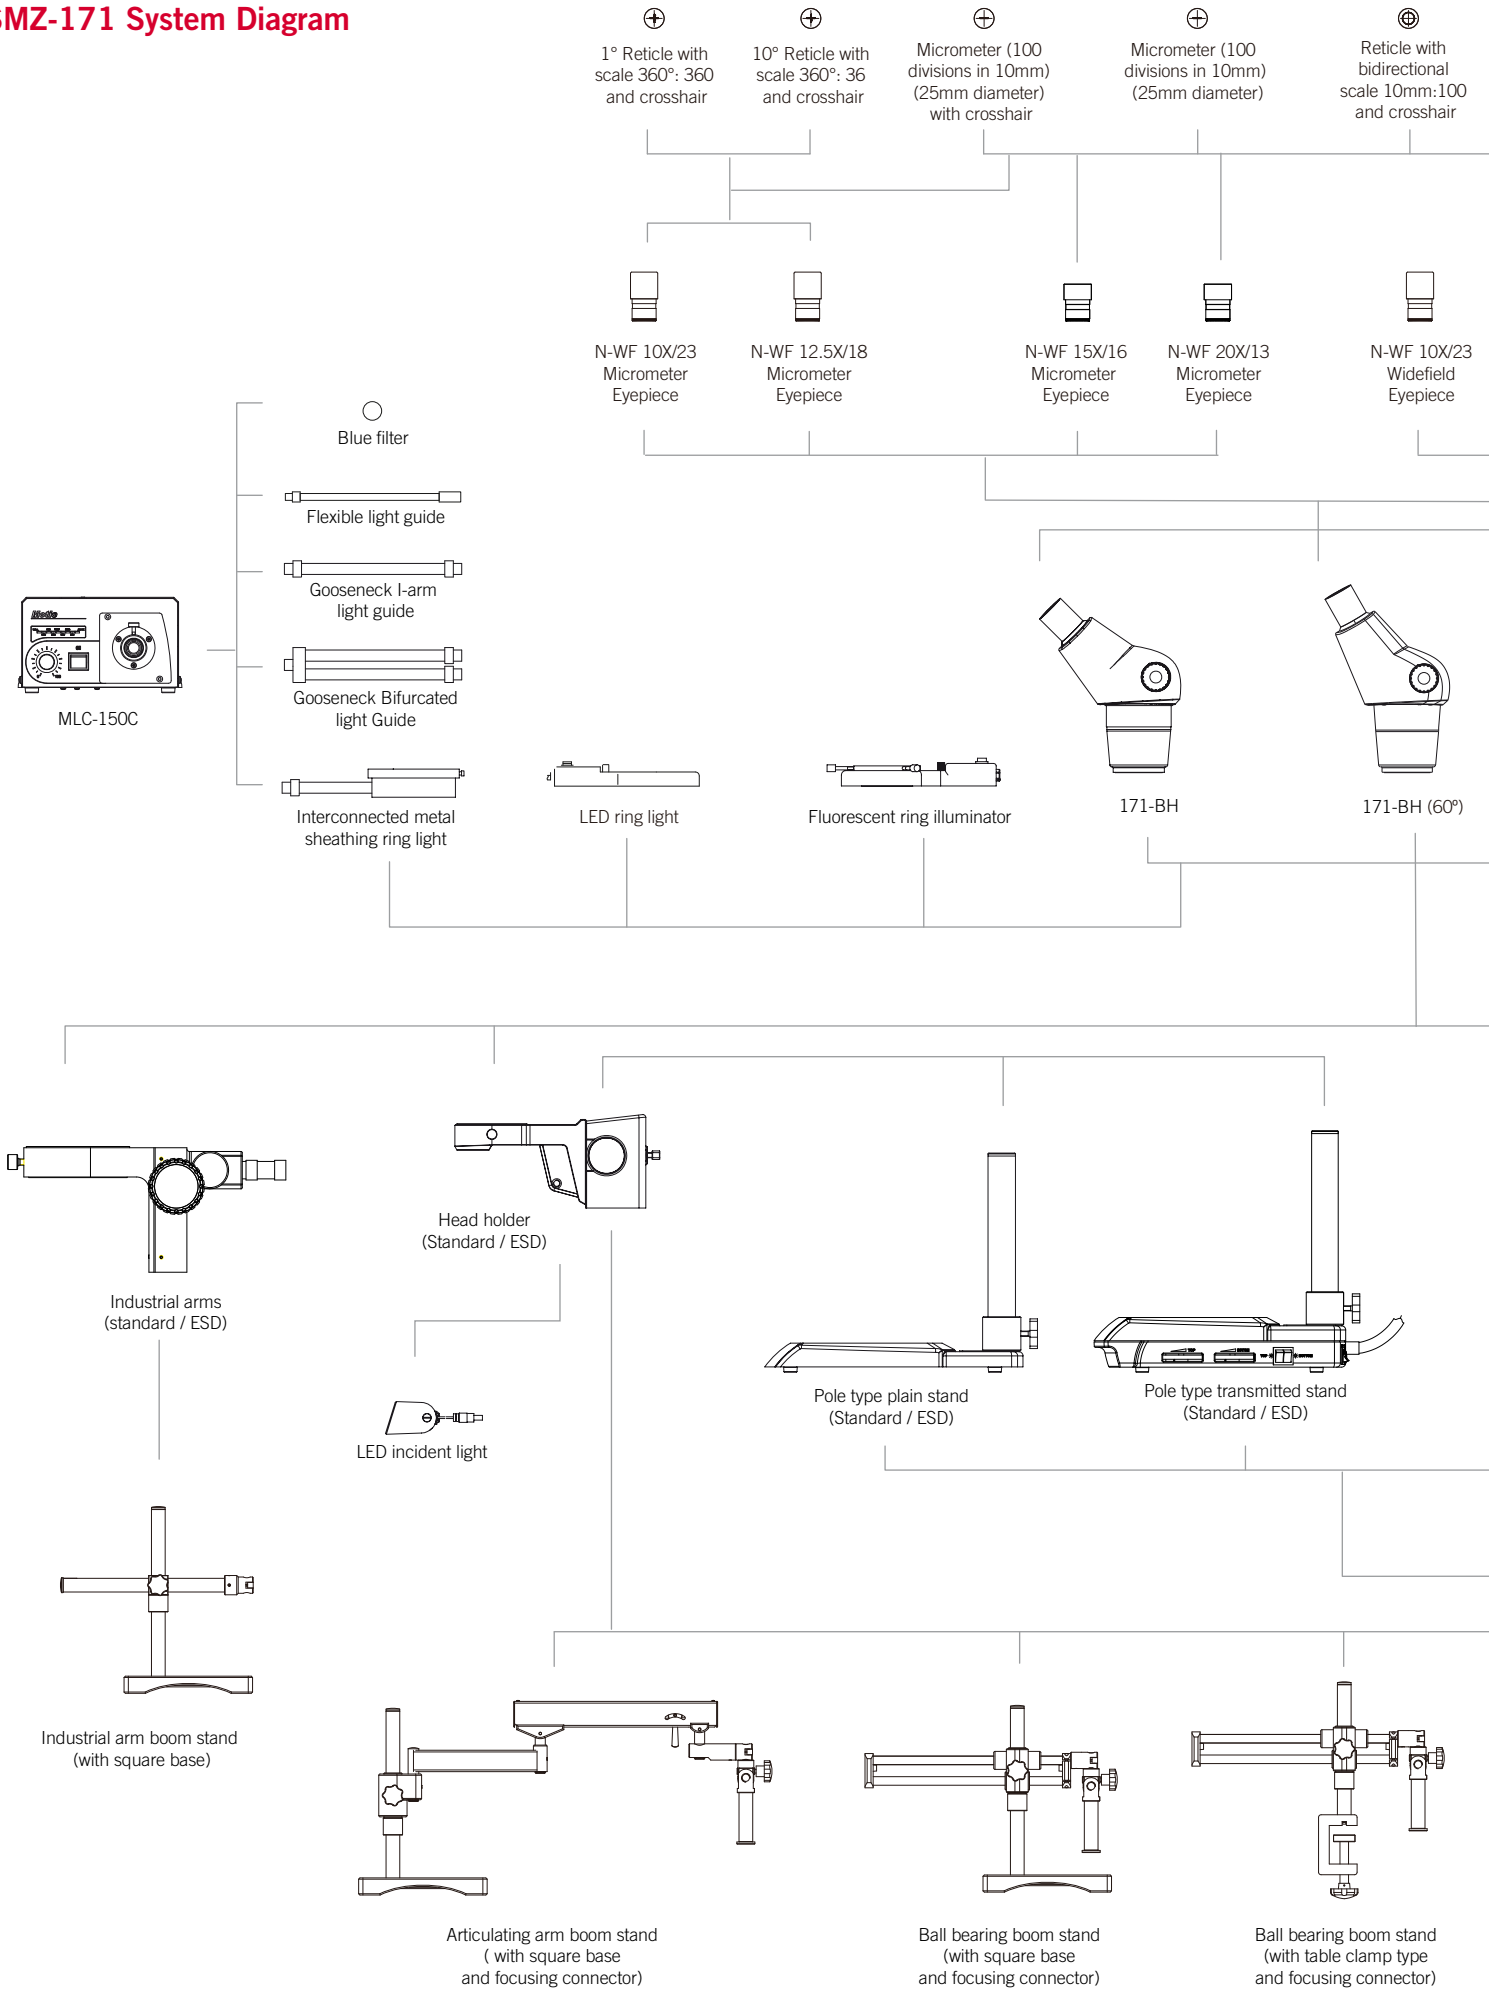 SMZ-171 System Diagram
1° Reticle with
scale 360°: 360
and crosshair
10° Reticle with
scale 360°: 36
and crosshair
Micrometer (100
divisions in 10mm)
(25mm diameter)
with crosshair
Micrometer (100
divisions in 10mm)
(25mm diameter)
Reticle with
bidirectional
scale 10mm:100
and crosshair
N-WF 10X/23
Micrometer
Eyepiece
N-WF 12.5X/18
Micrometer
Eyepiece
N-WF 15X/16
Micrometer
Eyepiece
N-WF 20X/13
Micrometer
Eyepiece
N-WF 10X/23
Widefield
Eyepiece
Blue filter
Flexible light guide
Gooseneck I-arm
light guide
Gooseneck Bifurcated
light Guide
Motic
MLC-150C
Interconnected metal
sheathing ring light
LED ring light
Fluorescent ring illuminator
171-BH
171-BH (60º)
Industrial arms
(standard / ESD)
Head holder
(Standard / ESD)
LED incident light
Pole type plain stand
(Standard / ESD)
Pole type transmitted stand
(Standard / ESD)
Industrial arm boom stand
(with square base)
Articulating arm boom stand
( with square base
and focusing connector)
Ball bearing boom stand
(with square base
and focusing connector)
Ball bearing boom stand
(with table clamp type
and focusing connector)